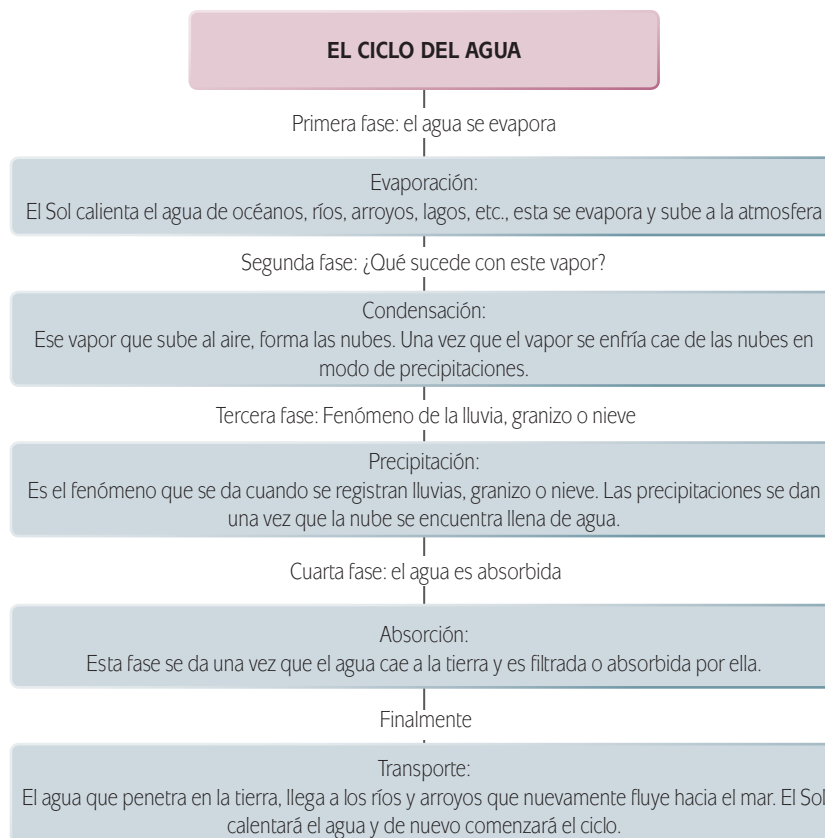 EL CICLO DEL AGUA
Primera fase: el agua se evapora
Evaporación:
El Sol calienta el agua de océanos, ríos, arroyos, lagos, etc., esta se evapora y sube a la atmosfera
Segunda fase: ¿Qué sucede con este vapor?
Condensación:
Ese vapor que sube al aire, forma las nubes. Una vez que el vapor se enfría cae de las nubes en
modo de precipitaciones.
Tercera fase: Fenómeno de la lluvia, granizo o nieve
Precipitación:
Es el fenómeno que se da cuando se registran lluvias, granizo o nieve. Las precipitaciones se dan
una vez que la nube se encuentra llena de agua.
Cuarta fase: el agua es absorbida
Absorción:
Esta fase se da una vez que el agua cae a la tierra y es filtrada o absorbida por ella.
Finalmente
Transporte:
El agua que penetra en la tierra, llega a los ríos y arroyos que nuevamente fluye hacia el mar. El Sol
calentará el agua y de nuevo comenzará el ciclo.